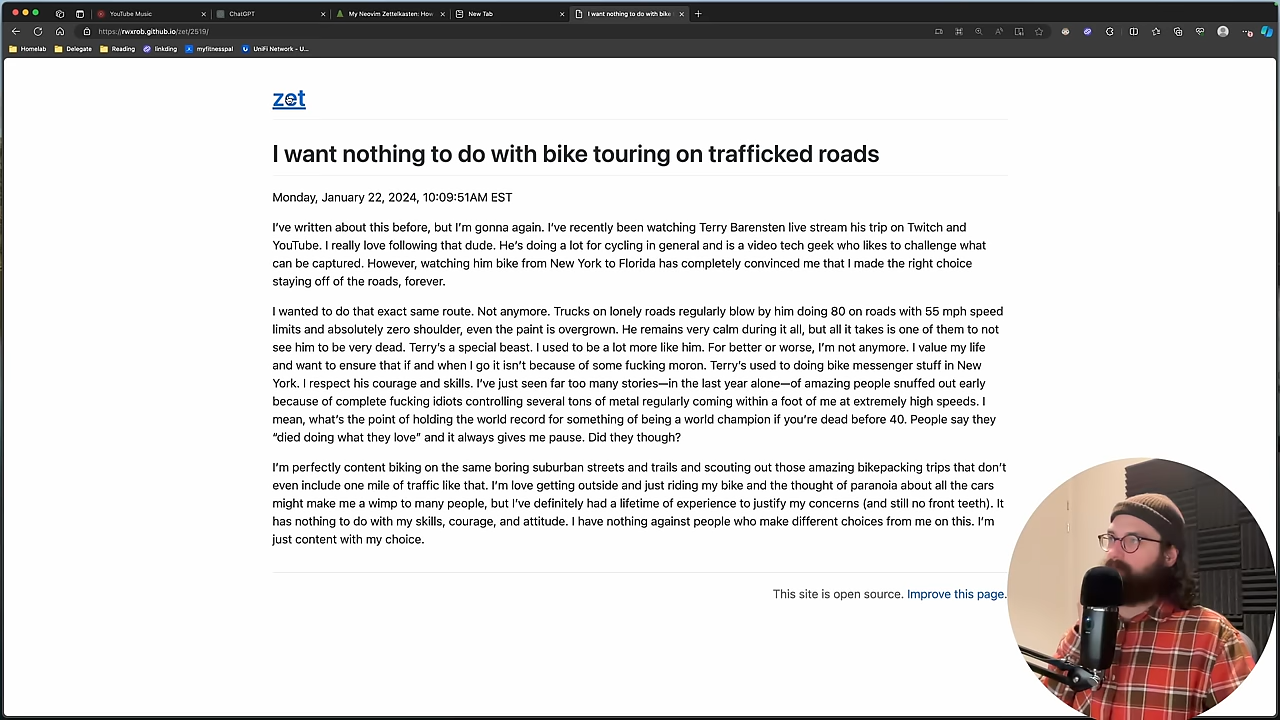 YouTube Music
ChatGPT
My Neovim Zettelkasten: How
New Tab
I want nothing to do with bike
https://rwxrob.github.io/zet/2519/
Homelab
Delegate
Reading
linkding
myfitnesspal
UniFi Network - U...
zet
I want nothing to do with bike touring on trafficked roads
Monday, January 22, 2024, 10:09:51AM EST
I’ve written about this before, but I’m gonna again. I’ve recently been watching Terry Barensten live stream his trip on Twitch and
YouTube. I really love following that dude. He’s doing a lot for cycling in general and is a video tech geek who likes to challenge what
can be captured. However, watching him bike from New York to Florida has completely convinced me that I made the right choice
staying off of the roads, forever.
I wanted to do that exact same route. Not anymore. Trucks on lonely roads regularly blow by him doing 80 on roads with 55 mph speed
limits and absolutely zero shoulder, even the paint is overgrown. He remains very calm during it all, but all it takes is one of them to not
see him to be very dead. Terry’s a special beast. I used to be a lot more like him. For better or worse, I’m not anymore. I value my life
and want to ensure that if and when I go it isn’t because of some fucking moron. Terry’s used to doing bike messenger stuff in New
York. I respect his courage and skills. I’ve just seen far too many stories—in the last year alone—of amazing people snuffed out early
because of complete fucking idiots controlling several tons of metal regularly coming within a foot of me at extremely high speeds. I
mean, what’s the point of holding the world record for something of being a world champion if you’re dead before 40. People say they
“died doing what they love” and it always gives me pause. Did they though?
I’m perfectly content biking on the same boring suburban streets and trails and scouting out those amazing bikepacking trips that don’t
even include one mile of traffic like that. I’m love getting outside and just riding my bike and the thought of paranoia about all the cars
might make me a wimp to many people, but I’ve definitely had a lifetime of experience to justify my concerns (and still no front teeth). It
has nothing to do with my skills, courage, and attitude. I have nothing against people who make different choices from me on this. I’m
just content with my choice.
This site is open source. Improve this page.